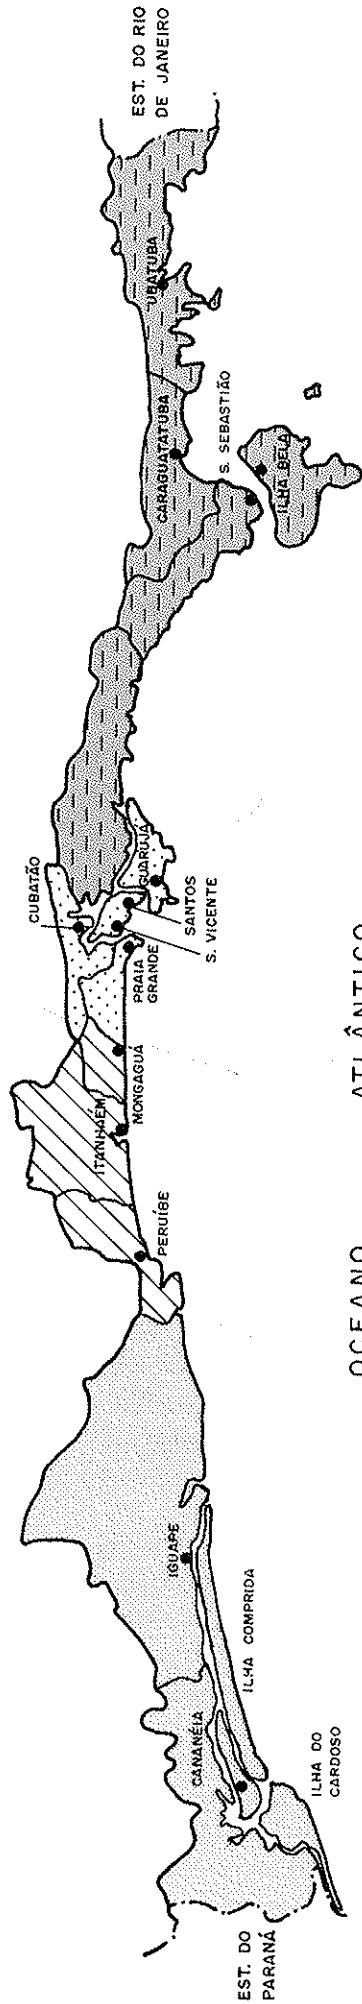 EST. DO RIO
DE JANEIRO
UBATUBA
CARAGUATATUBA
S. SEBASTIÃO
ILHA BELA
CUBATÃO
GUARUJÁ
SANTOS
S. VICENTE
PRAIA
GRANDE
MONGAGUÁ
ITANHAÉM
PERUÍBE
IGUAPE
ILHA COMPRIDA
CANANÉIA
ILHA DO
CARDOSO
EST. DO
PARANÁ
OCEANO ATLÂNTICO